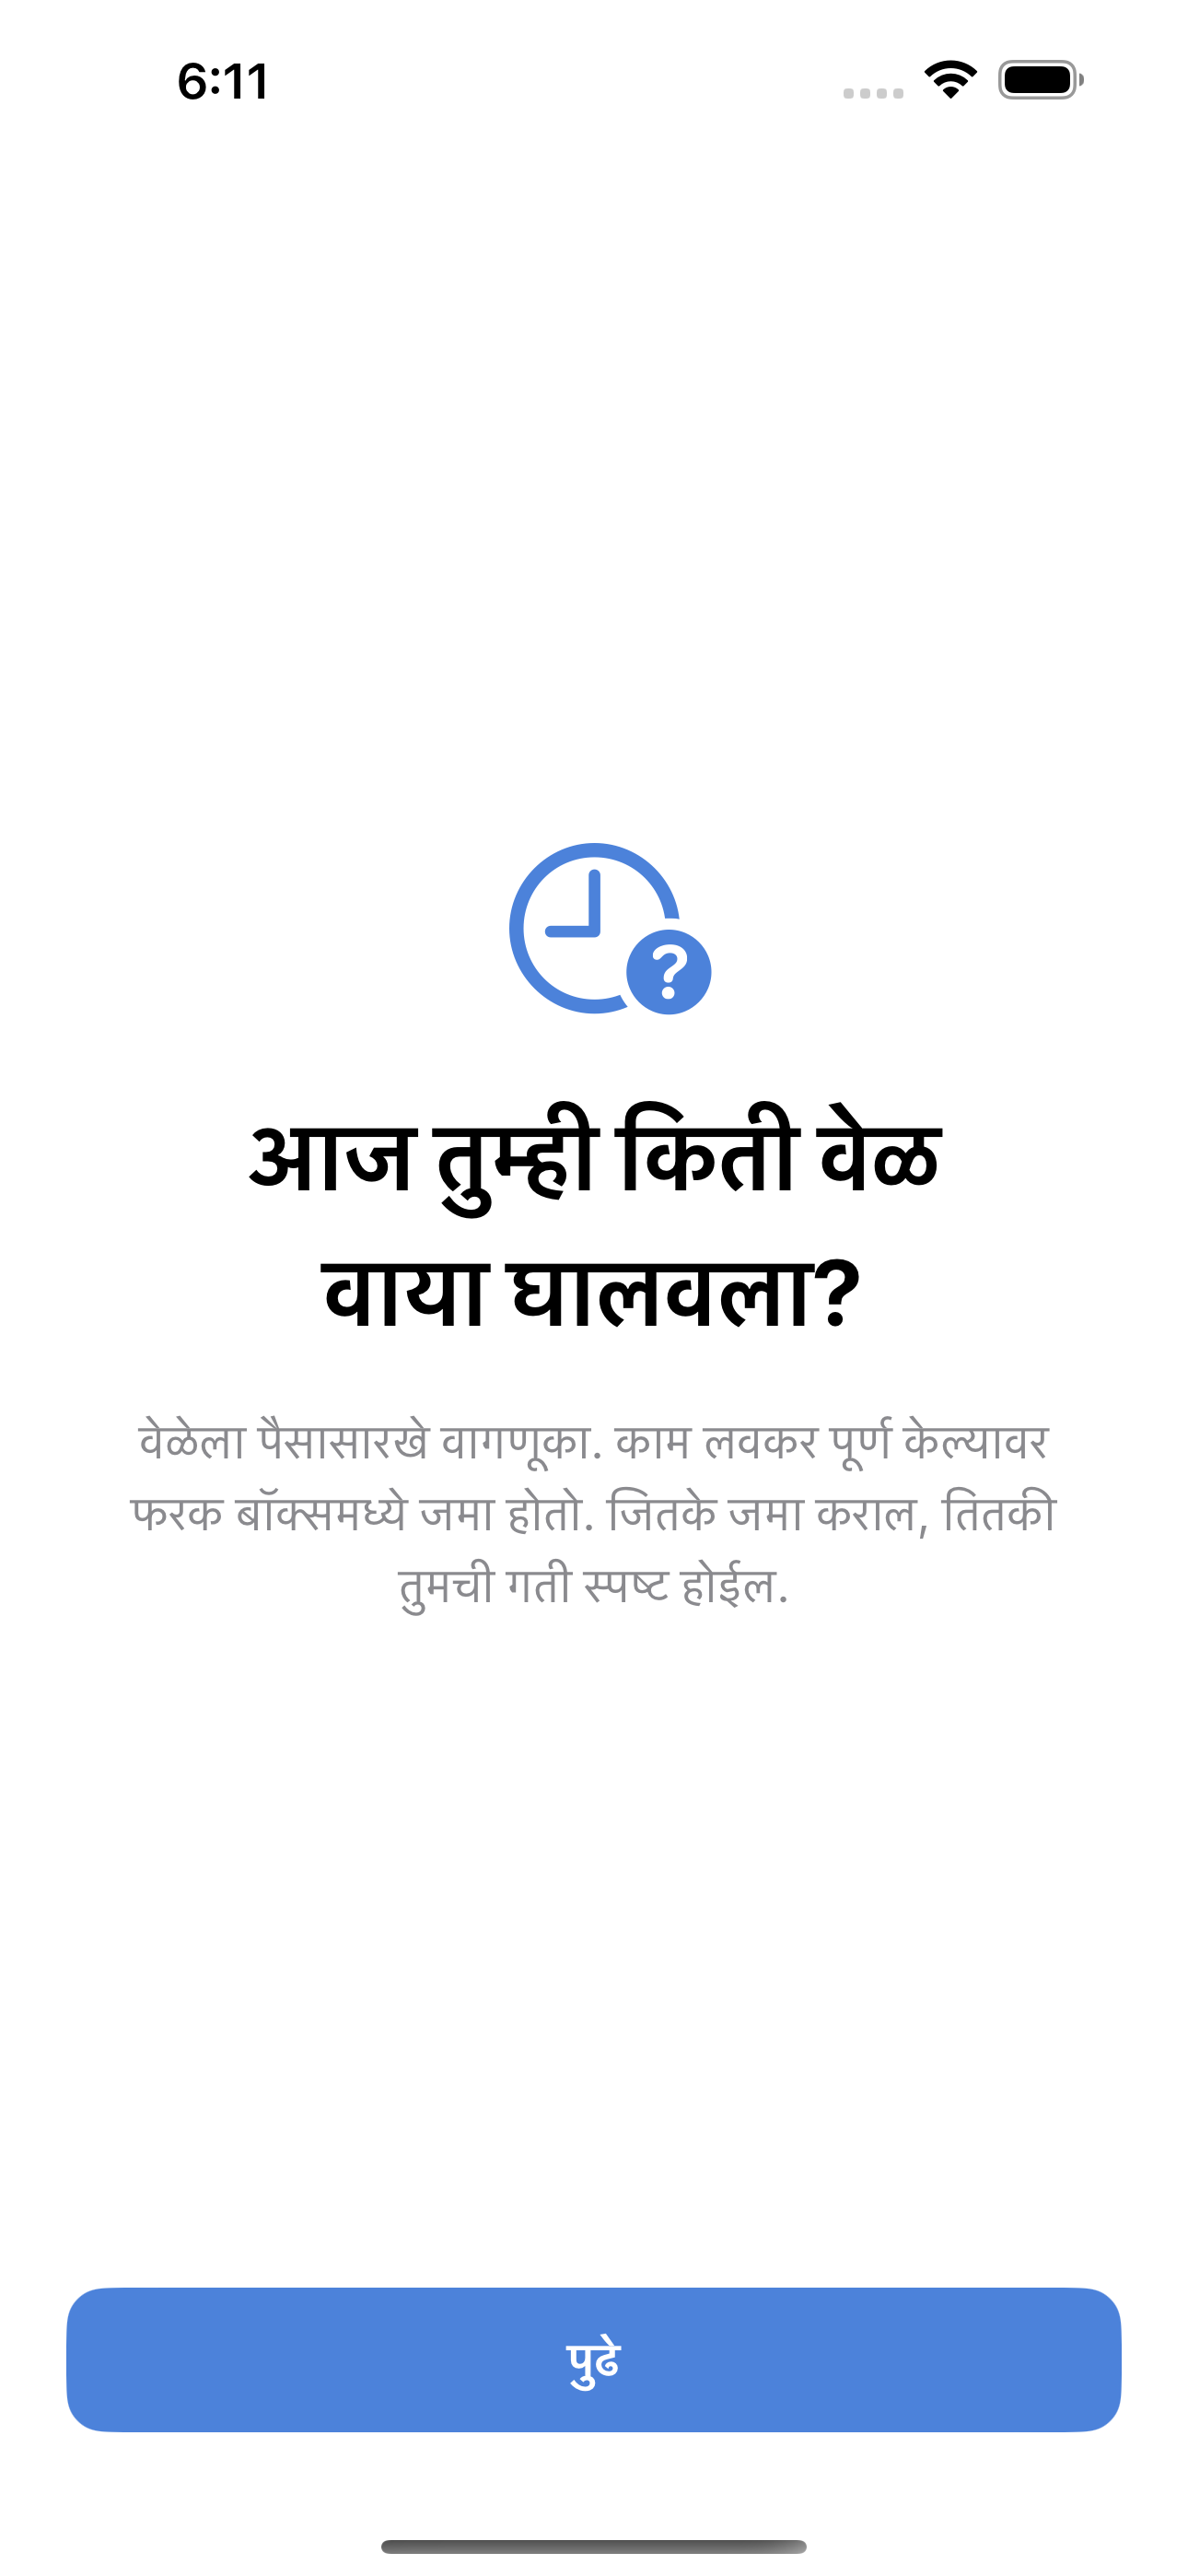 6:11
?
आज तुम्ही किती वेळ
वाया घालवला?
वेळेला पैसासारखे वागणूका. काम लवकर पूर्ण केल्यावर
फरक बॉक्समध्ये जमा होतो. जितके जमा कराल, तितकी
तुमची गती स्पष्ट होईल.
पुढे